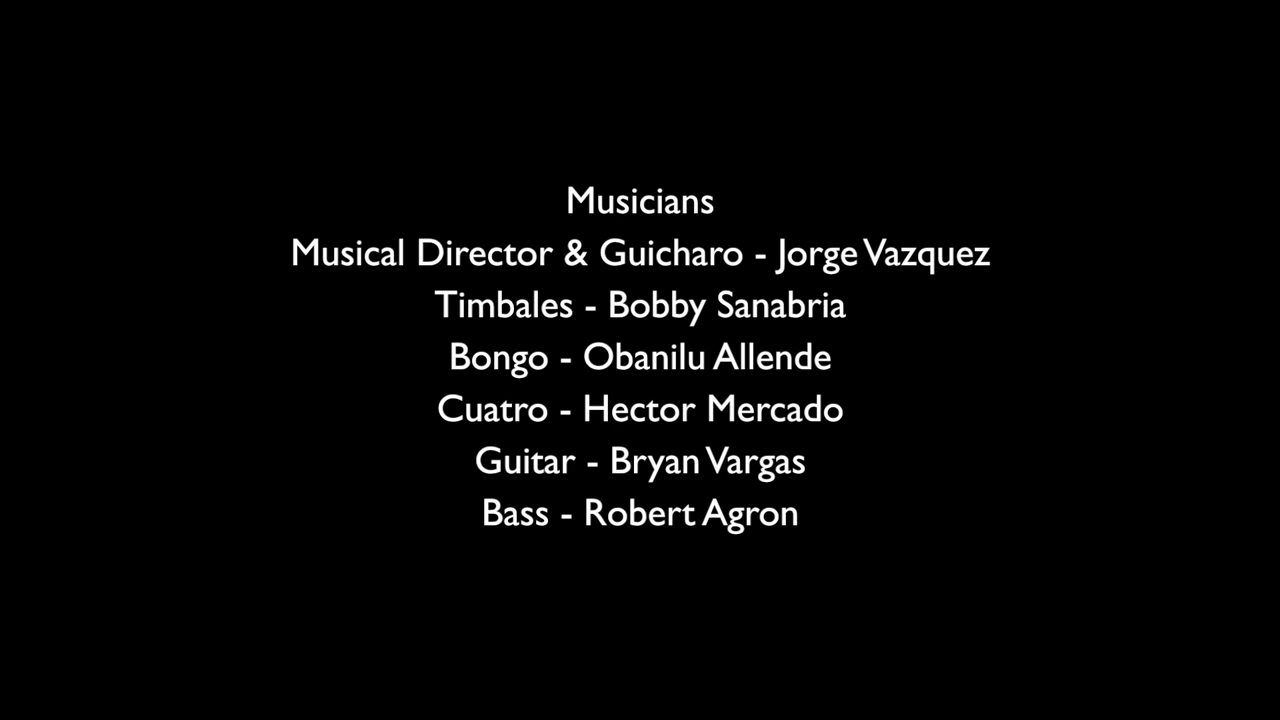 Musicians
Musical Director & Guicharo - Jorge Vazquez
Timbales - Bobby Sanabria
Bongo - Obanilu Allende
Cuatro - Hector Mercado
Guitar - Bryan Vargas
Bass - Robert Agron